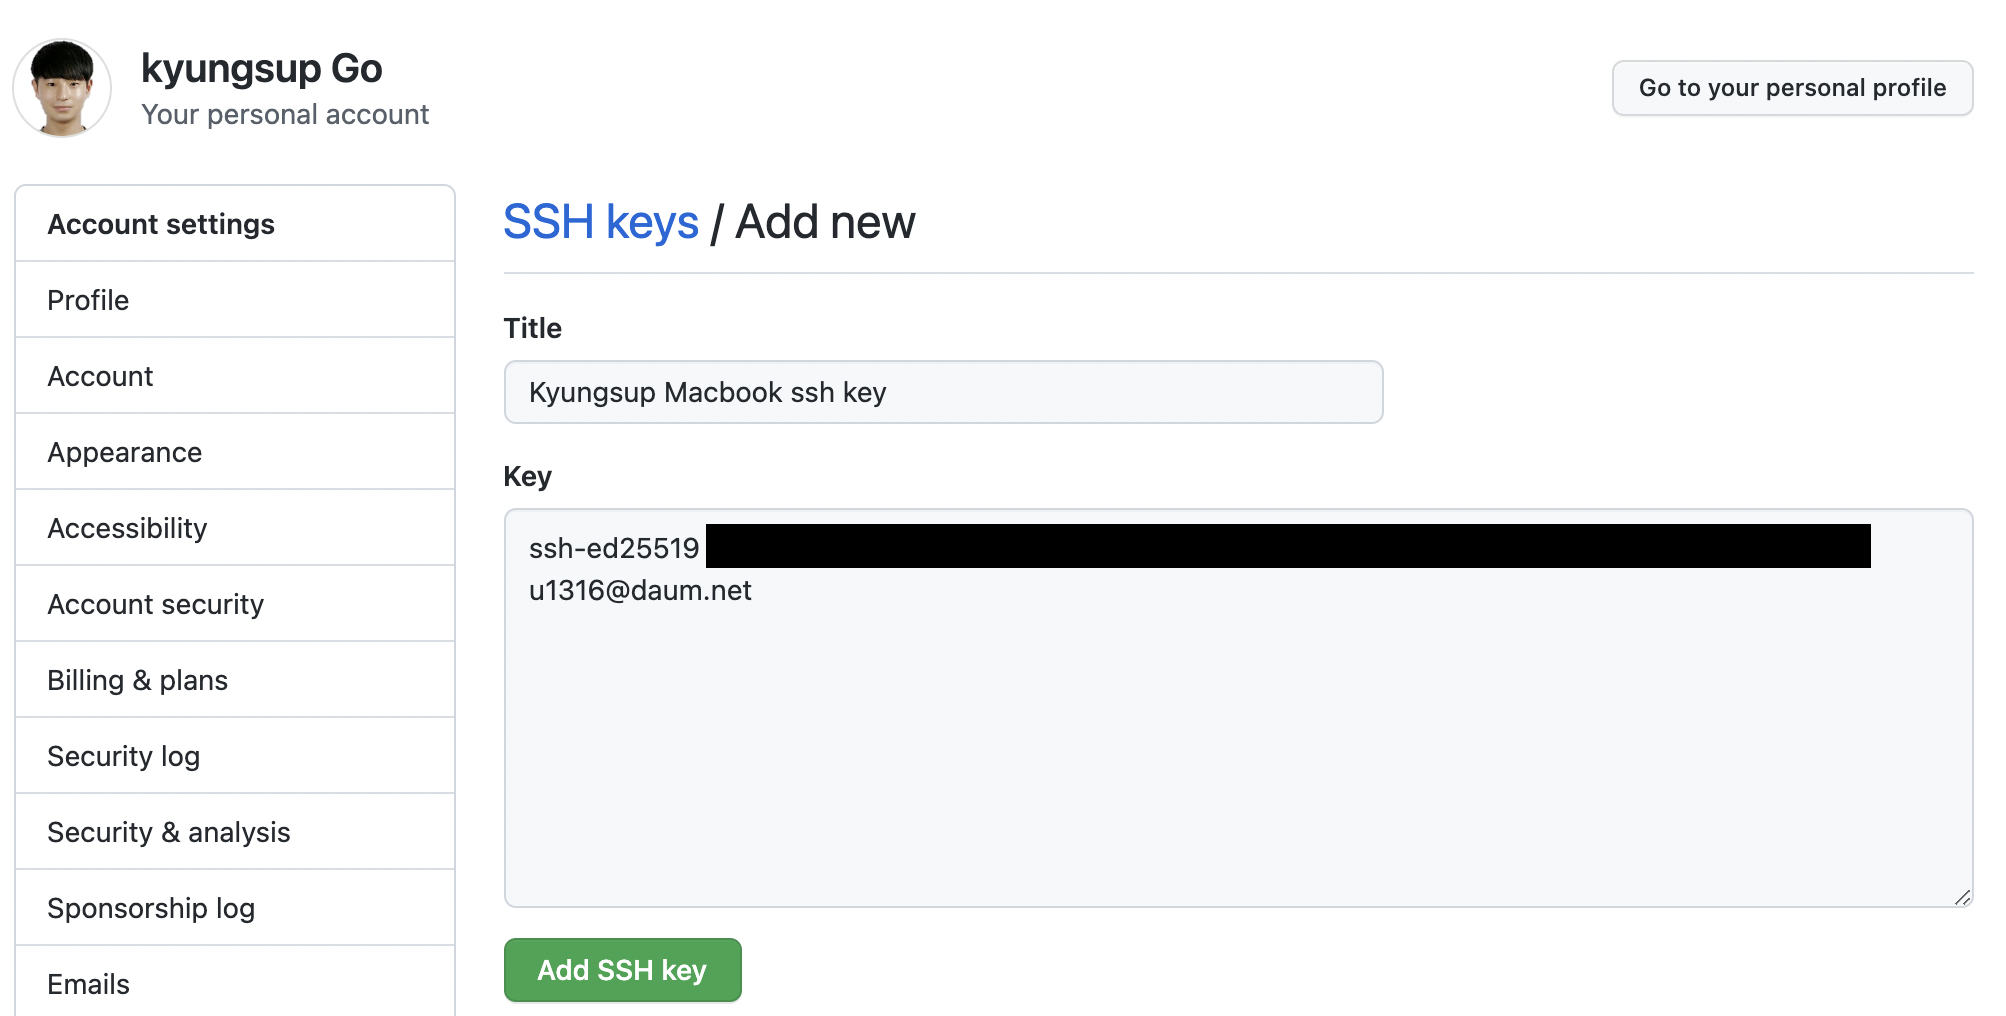 kyungsup Go
Your personal account
Go to your personal profile
Account settings
Profile
Account
Appearance
Accessibility
Account security
Billing & plans
Security log
Security & analysis
Sponsorship log
Emails
SSH keys / Add new
Title
Kyungsup Macbook ssh key
Key
ssh-ed25519
u1316@daum.net
Add SSH key